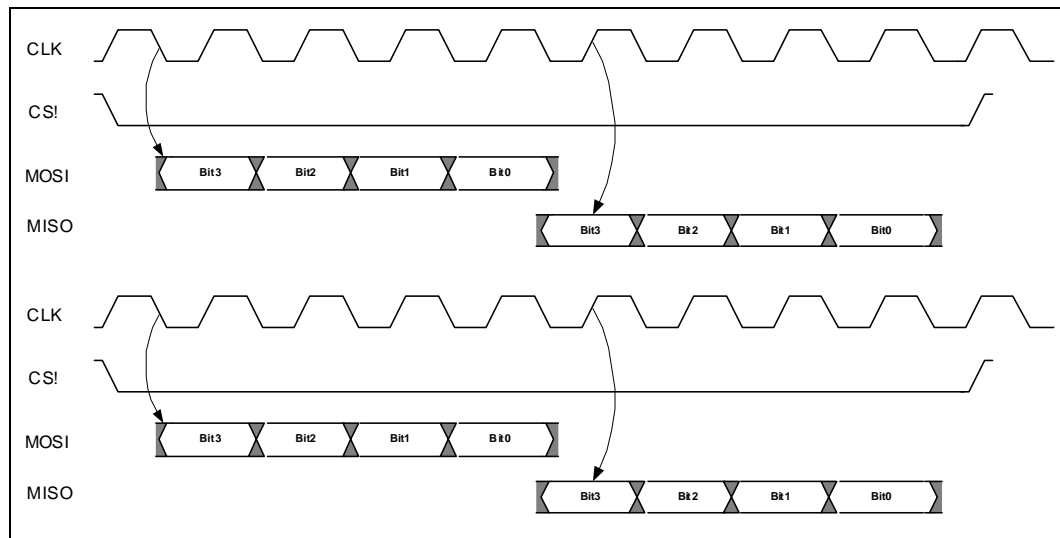 CLK
CS!
MOSI Bit3 Bit2 Bit1 Bit0
MISO Bit3 Bit2 Bit1 Bit0
CLK
CS!
MOSI Bit3 Bit2 Bit1 Bit0
MISO Bit3 Bit2 Bit1 Bit0